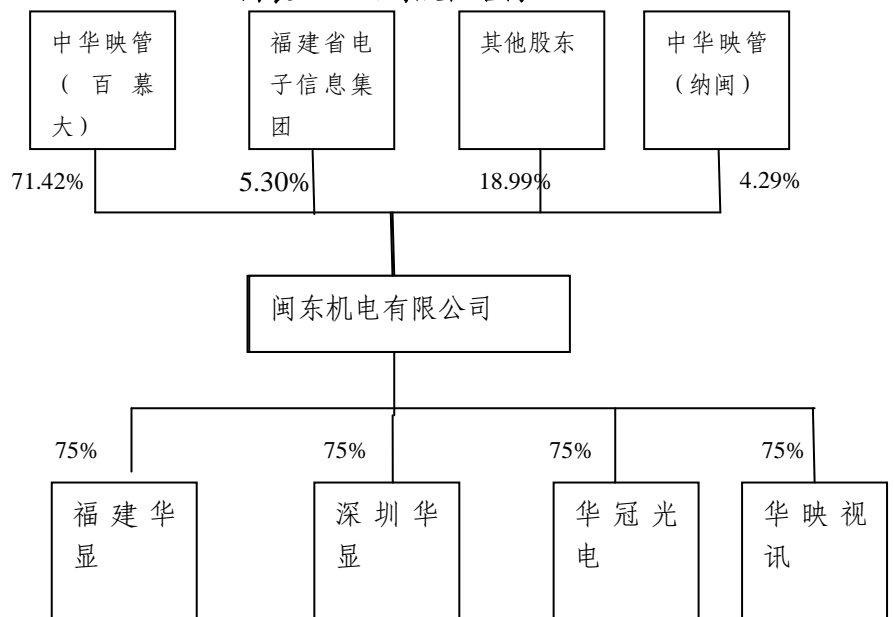 中华映管
（百慕
大）
福建省电
子信息集
团
其他股东
中华映管
（纳闽）
71.42%
5.30%
18.99%
4.29%
闽东机电有限公司
75%
75%
75%
75%
福建华
显
深圳华
显
华冠光
电
华映视
讯